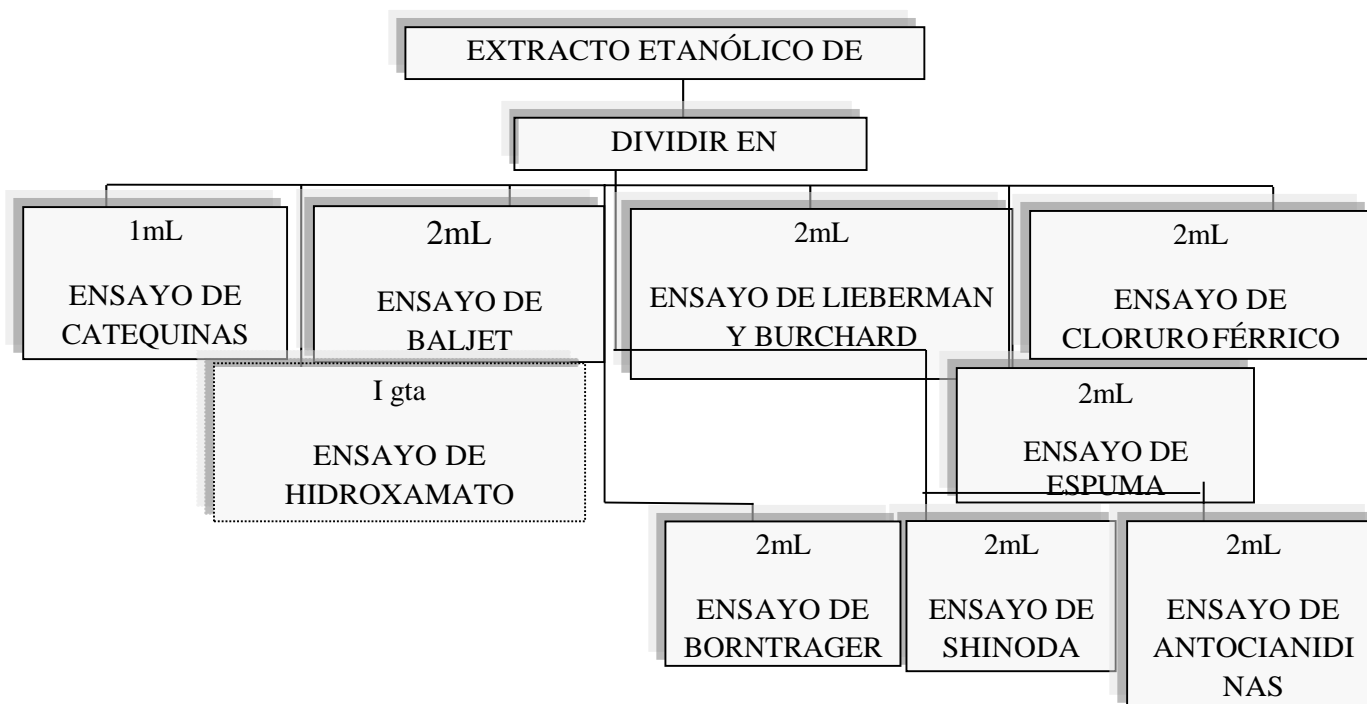 EXTRACTO ETANÓLICO DE
DIVIDIR EN
1mL
ENSAYO DE
CATEQUINAS
2mL
ENSAYO DE
BALJET
2mL
ENSAYO DE LIEBERMAN
Y BURCHARD
2mL
ENSAYO DE
CLORURO FÉRRICO
I gta
ENSAYO DE
HIDROXAMATO
2mL
ENSAYO DE
ESPUMA
2mL
ENSAYO DE
BORNTRAGER
2mL
ENSAYO DE
SHINODA
2mL
ENSAYO DE
ANTOCIANIDI
NAS